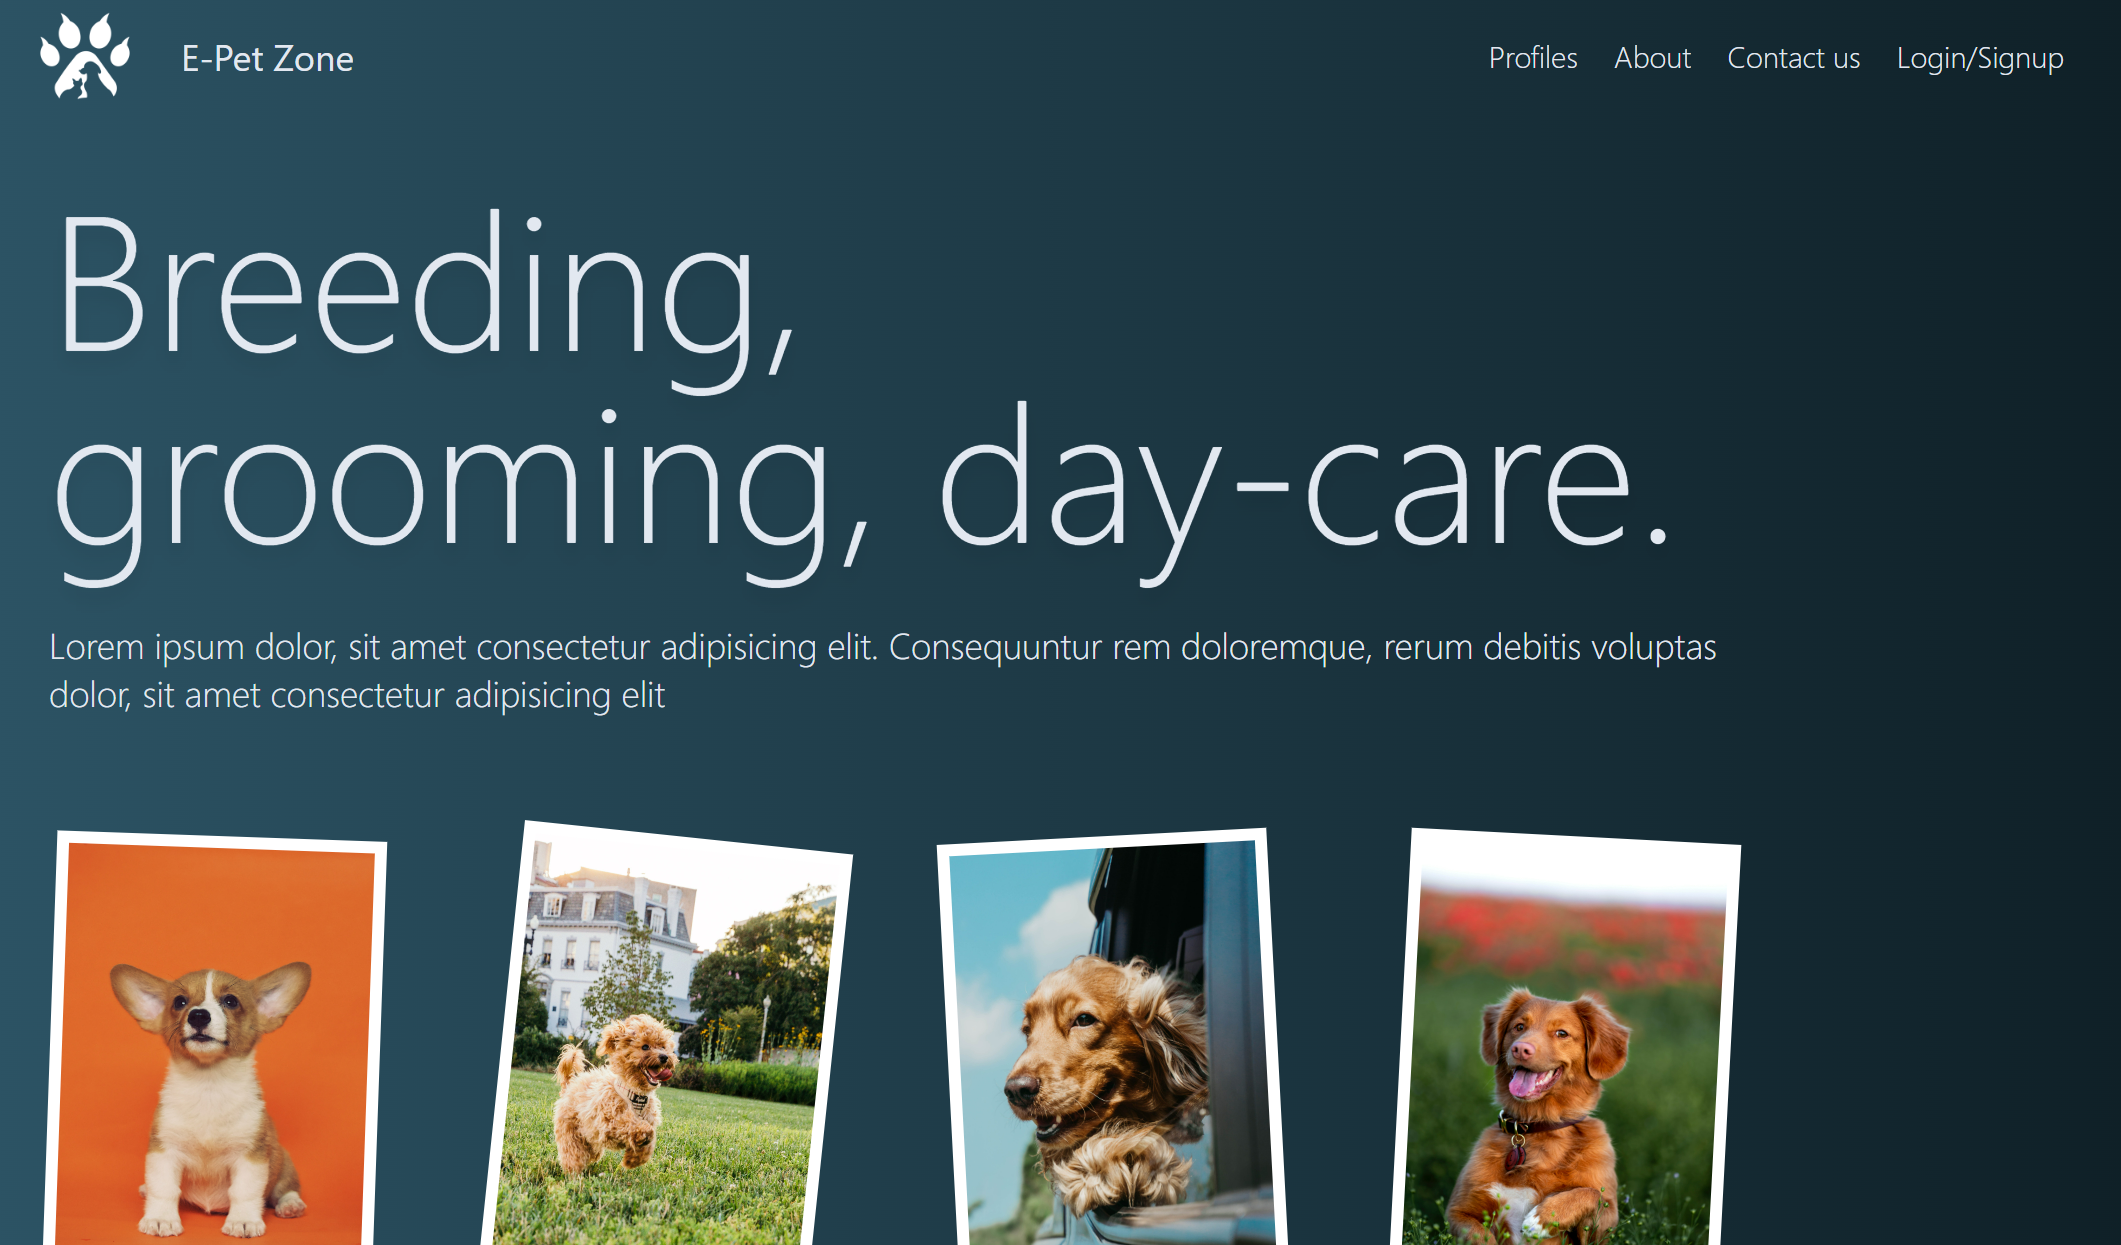 E-Pet Zone
Profiles About Contact us Login/Signup
Breeding,
grooming, day-care.
Lorem ipsum dolor, sit amet consectetur adipisicing elit. Consequuntur rem doloremque, rerum debitis voluptas
dolor, sit amet consectetur adipisicing elit